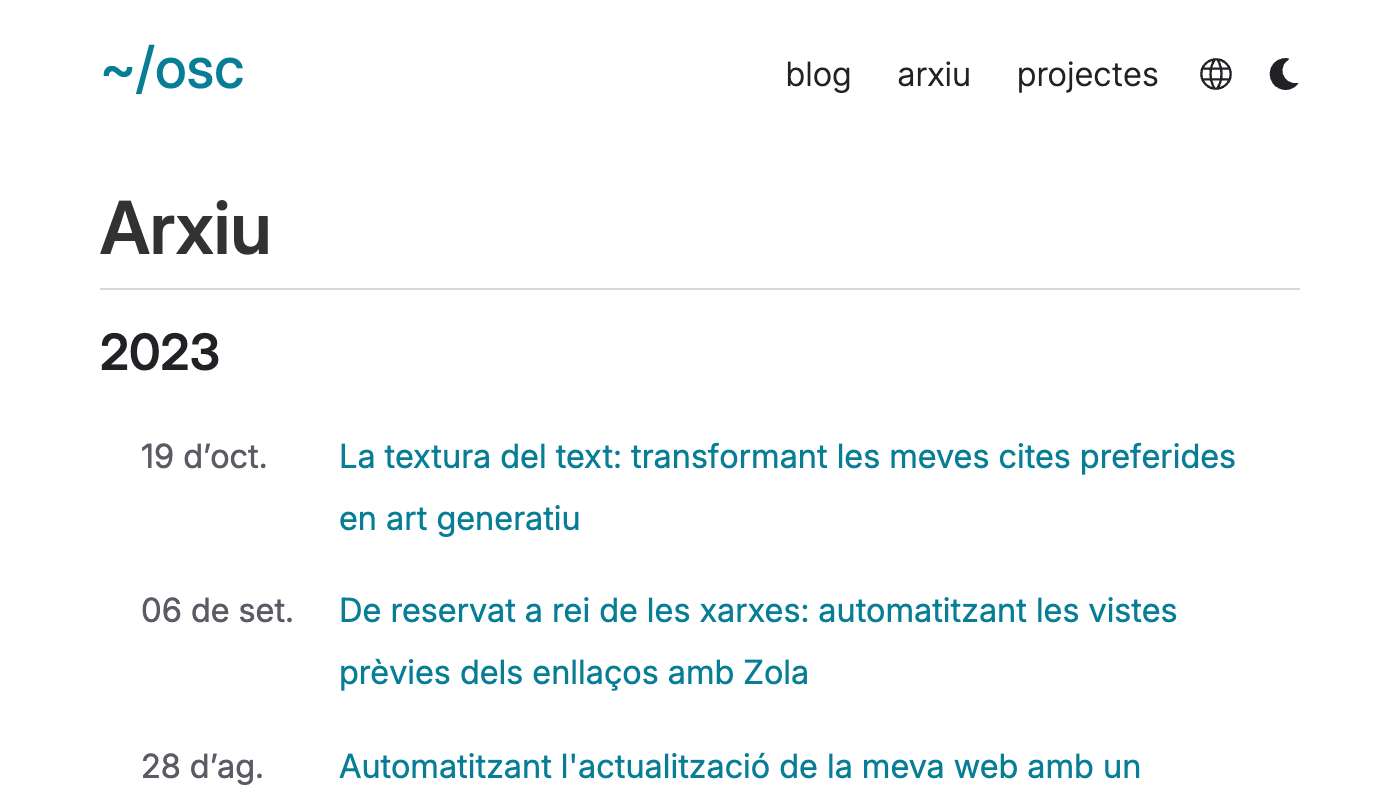 ~/osc
blog arxiu projectes
Arxiu
2023
19 d’oct.
La textura del text: transformant les meves cites preferides
en art generatiu
06 de set.
De reservat a rei de les xarxes: automatitzant les vistes
prèvies dels enllaços amb Zola
28 d’ag.
Automatitzant l'actualització de la meva web amb un